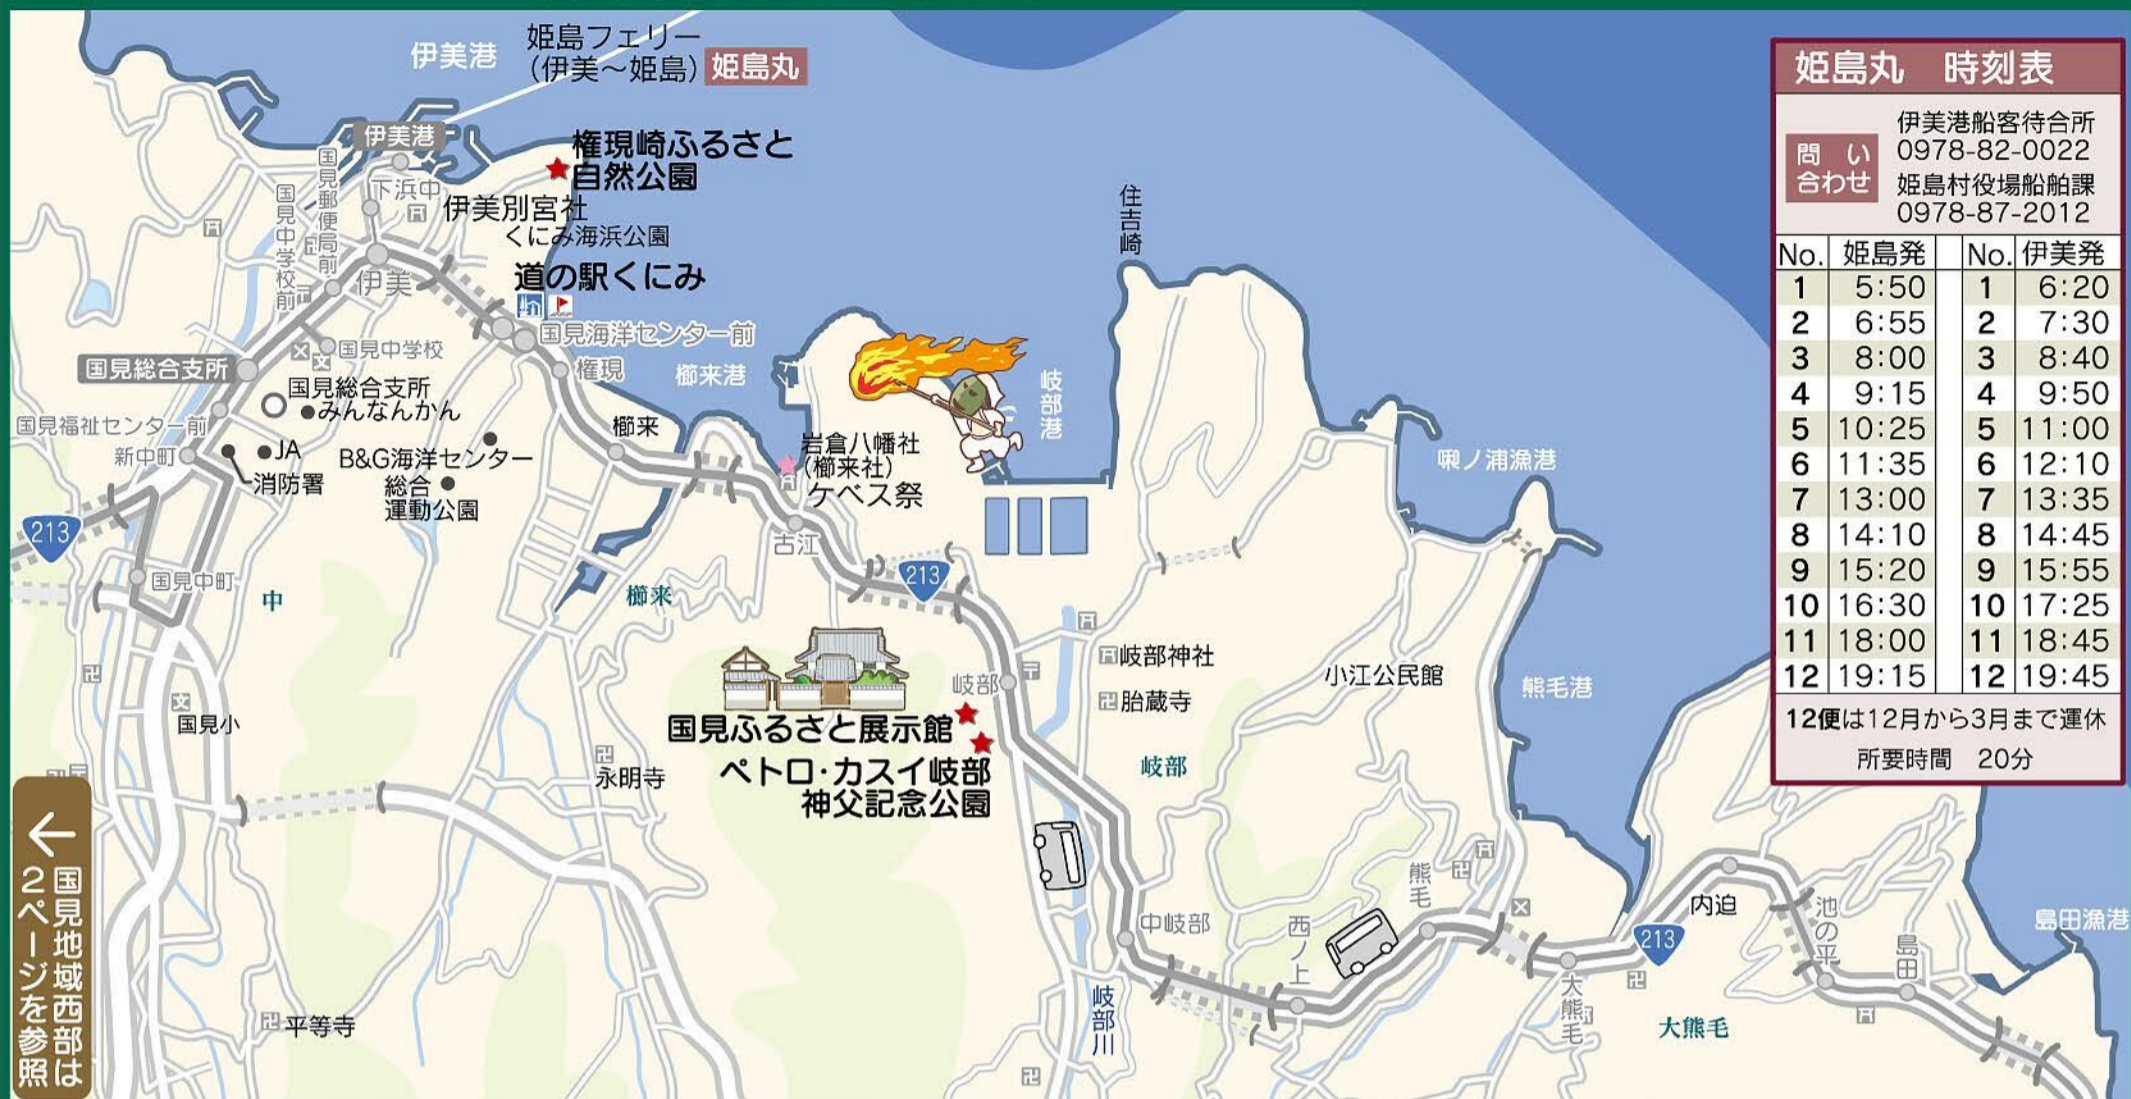 伊美港
姫島フェリー
（伊美～姫島）
姫島丸
伊美港
権現崎ふるさと
自然公園
国見郵便局前
下浜中
国見中学校前
伊美別宮社
くにみ海浜公園
伊美
道の駅くにみ
国見海洋センター前
権現
国見中学校
国見総合支所
国見総合支所
みんなんかん
国見福祉センター前
新中町
JA
消防署
B&G海洋センター
総合
運動公園
213
国見中町
中
国見小
櫛来港
櫛来
岩倉八幡社
（櫛来社）
ケベス祭
古江
櫛来
213
住吉崎
岐部港
岐部神社
胎蔵寺
岐部
国見ふるさと展示館
ペトロ・カスイ岐部
神父記念公園
岐部
永明寺
平等寺
小江公民館
ノ浦漁港
熊毛港
中岐部
西ノ上
熊毛
岐部川
大熊毛
213
内迫
池の平
島田
大熊毛
島田漁港
←
国見地域西部は
2ページを参照
姫島丸 時刻表
問い
合わせ
伊美港船客待合所
0978-82-0022
姫島村役場船舶課
0978-87-2012
No. 姫島発 No. 伊美発
1 5:50 1 6:20
2 6:55 2 7:30
3 8:00 3 8:40
4 9:15 4 9:50
5 10:25 5 11:00
6 11:35 6 12:10
7 13:00 7 13:35
8 14:10 8 14:45
9 15:20 9 15:55
10 16:30 10 17:25
11 18:00 11 18:45
12 19:15 12 19:45
12便は12月から3月まで運休
所要時間 20分